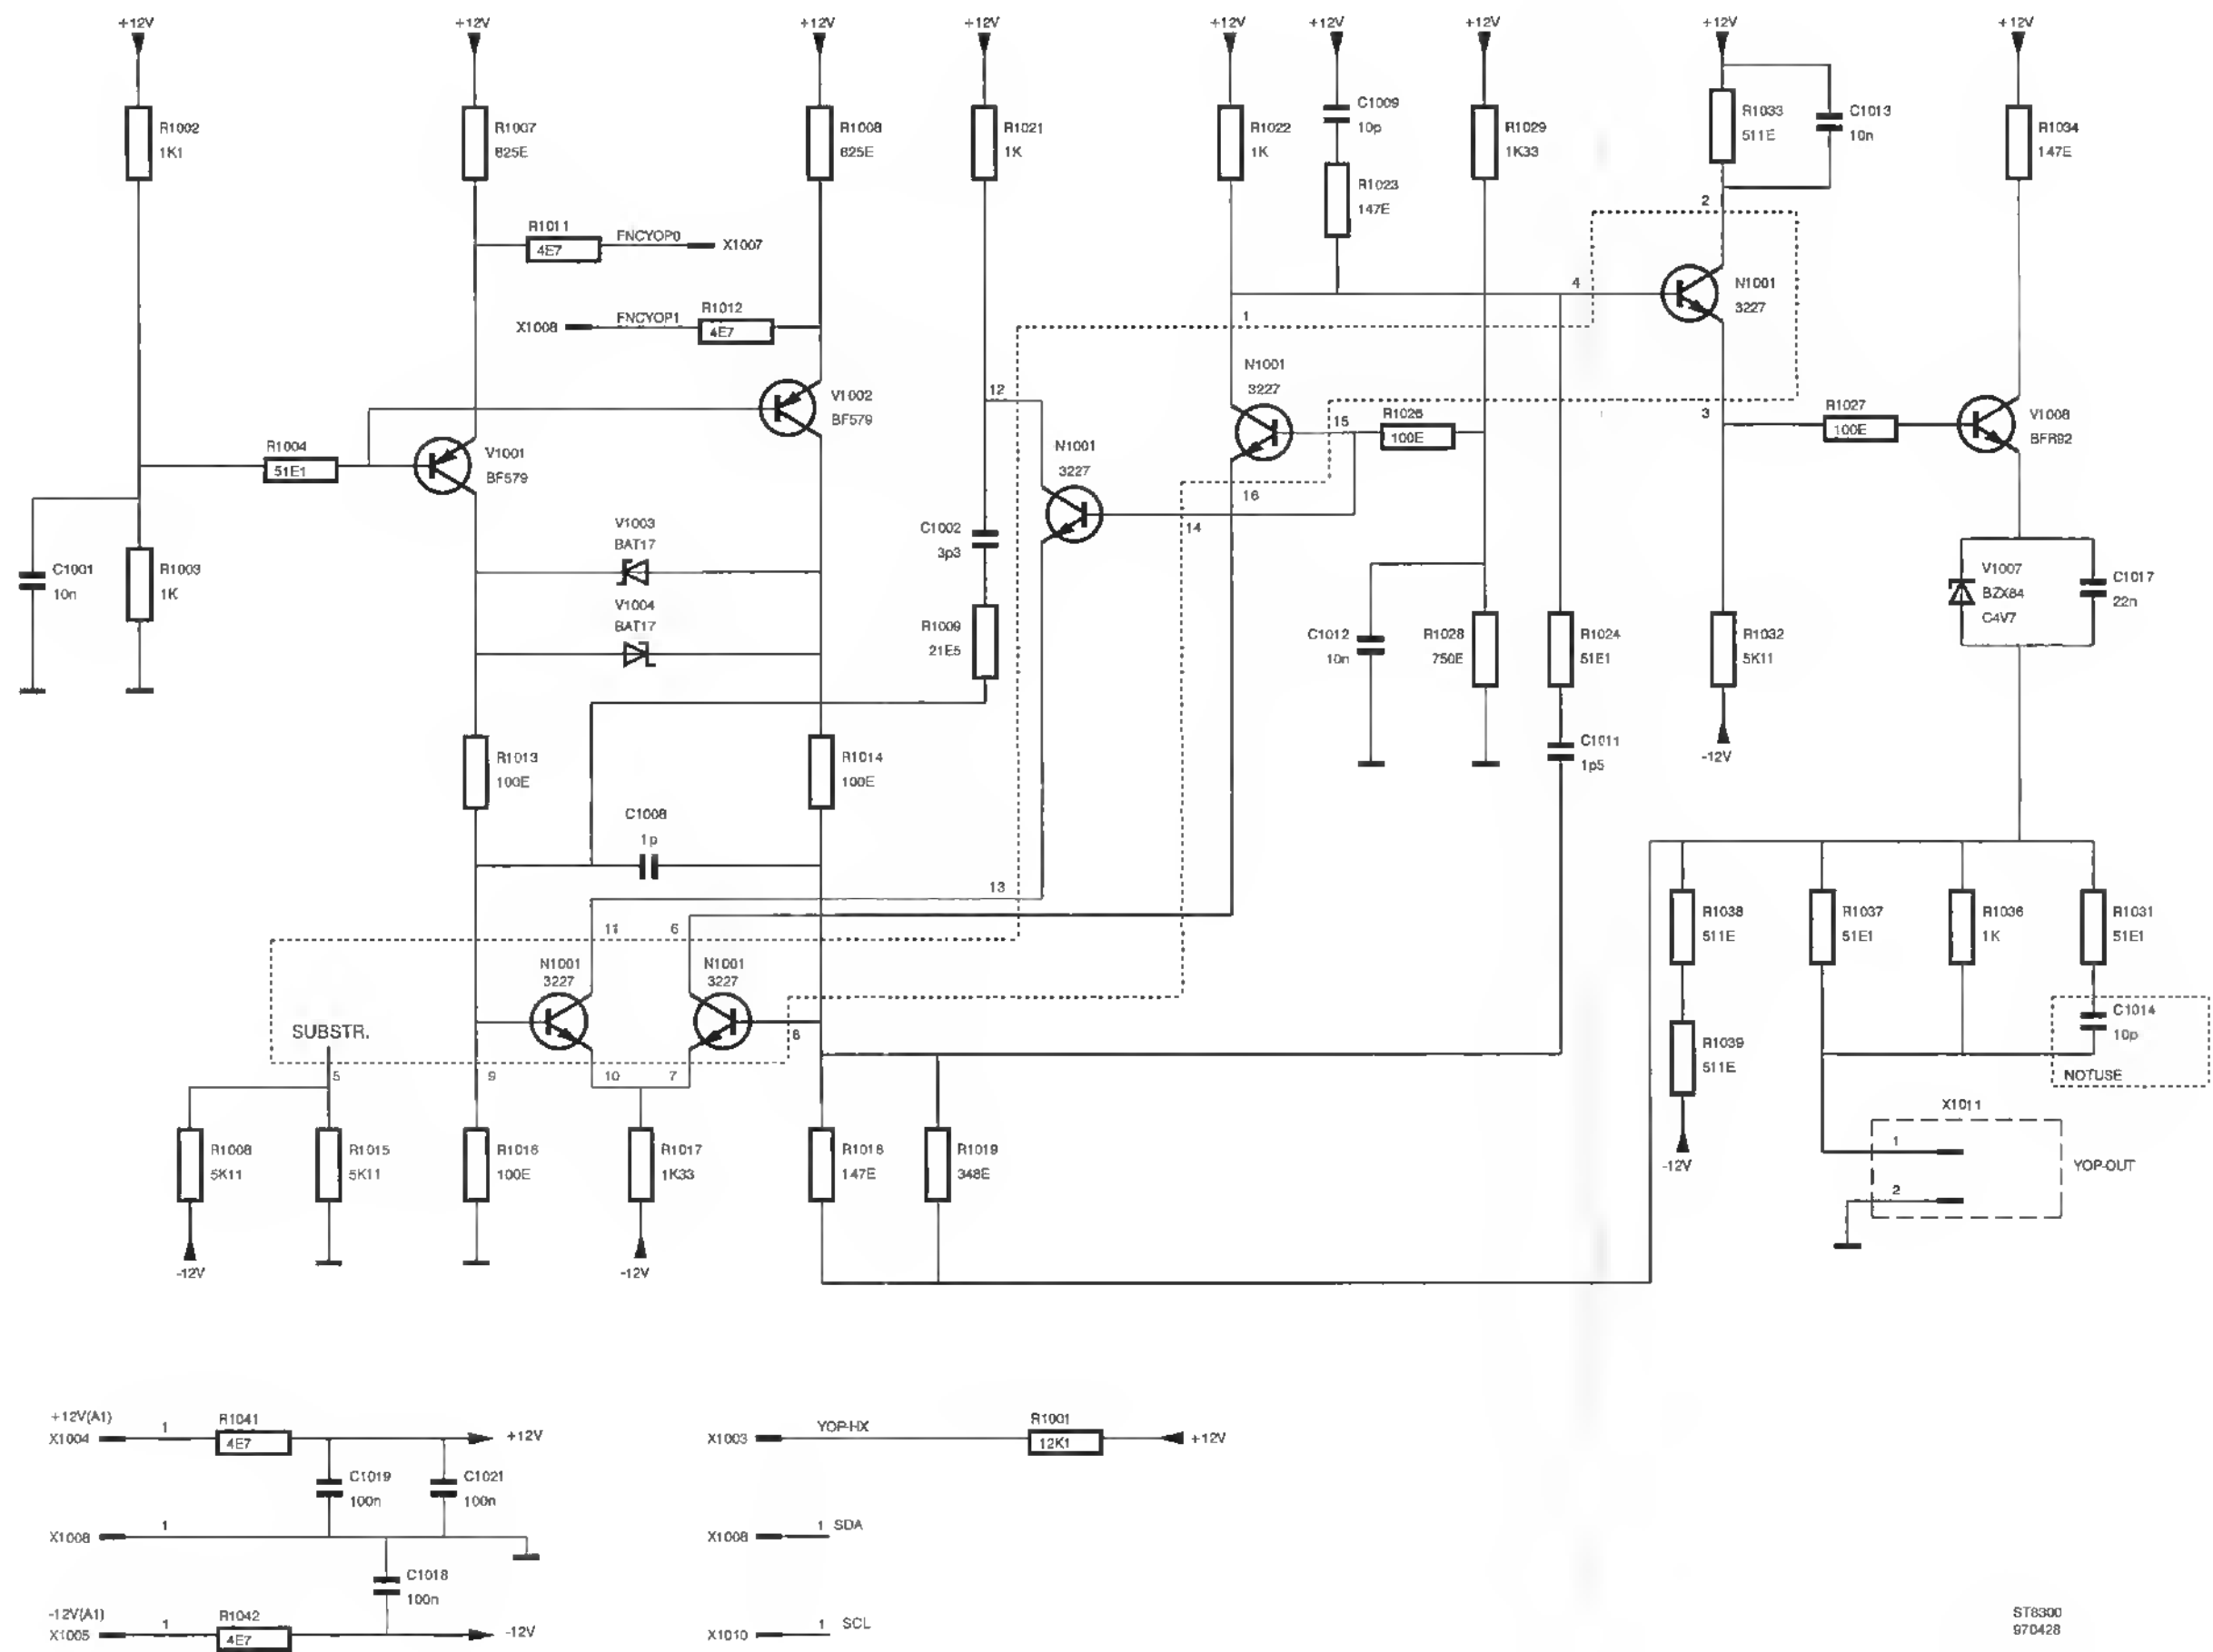 +12V
+12V
+12V
+12V
+12V
+12V
+12V
+12V
+12V
R1002
1K1
R1007
825E
R1008
825E
R1021
1K
R1022
1K
C1009
10p
R1023
147E
R1029
1K33
R1033
511E
C1013
10n
R1034
147E
R1011
4E7
FNCYOP0
X1007
X1008
FNCYOP1
R1012
4E7
2
4
N1001
3227
1
V1002
BF579
12
N1001
3227
15
R1026
100E
3
R1027
100E
V1008
BFR92
R1004
51E1
V1001
BF579
N1001
3227
16
14
V1003
BAT17
C1002
3p3
C1001
10n
R1003
1K
V1004
BAT17
R1009
21E5
C1012
10n
R1028
750E
R1024
51E1
R1032
5K11
V1007
BZX84
C4V7
C1017
22n
R1013
100E
R1014
100E
C1011
1p5
-12V
C1008
1p
13
11
6
N1001
3227
N1001
3227
SUBSTR.
8
5
9
10
7
R1038
511E
R1037
51E1
R1036
1K
R1031
51E1
C1014
10p
NOTUSE
R1039
511E
-12V
X1011
1
2
YOP-OUT
R1008
5K11
R1015
5K11
R1016
100E
R1017
1K33
R1018
147E
R1019
348E
-12V
-12V
+12V(A1)
X1004
1
R1041
4E7
+12V
C1019
100n
C1021
100n
X1008
1
C1018
100n
-12V(A1)
X1005
1
R1042
4E7
-12V
X1003
YOP-HX
R1001
12K1
+12V
X1008
1 SDA
X1010
1 SCL
ST8300
970428